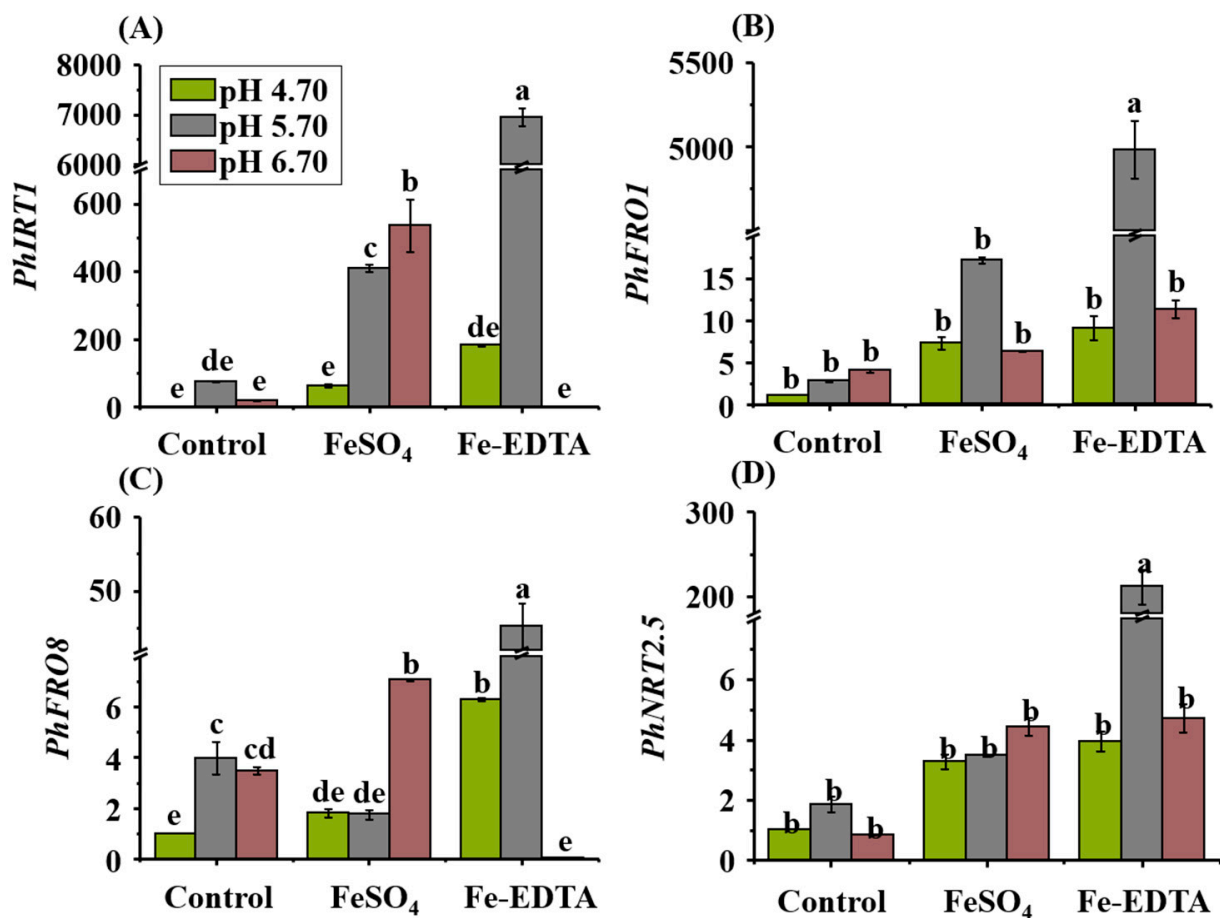 (A)
8000
7000
6000
600
400
200
0
PhIRT1
pH 4.70
pH 5.70
pH 6.70
e
de
e
e
c
b
de
a
e
Control FeSO₄ Fe-EDTA
(B)
5500
5000
15
10
5
0
PhFRO1
b
b
b
b
b
b
b
a
b
Control FeSO₄ Fe-EDTA
(C)
60
50
6
4
2
0
PhFRO8
e
c
cd
de
de
b
b
a
e
Control FeSO₄ Fe-EDTA
(D)
300
200
6
4
2
0
PhNRT2.5
b
b
b
b
b
b
b
a
b
Control FeSO₄ Fe-EDTA